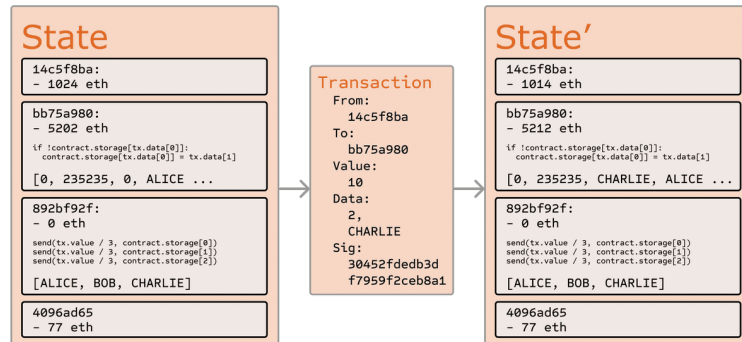 State
14c5f8ba:
- 1024 eth
bb75a980:
- 5202 eth
if !contract.storage[tx.data[0]]:
contract.storage[tx.data[0]] = tx.data[1]
[0, 235235, 0, ALICE ...
892bf92f:
- 0 eth
send(tx.value / 3, contract.storage[0])
send(tx.value / 3, contract.storage[1])
send(tx.value / 3, contract.storage[2])
[ALICE, BOB, CHARLIE]
4096ad65
- 77 eth
Transaction
From:
14c5f8ba
To:
bb75a980
Value:
10
Data:
2,
CHARLIE
Sig:
30452fdedb3d
f7959f2ceb8a1
State’
14c5f8ba:
- 1014 eth
bb75a980:
- 5212 eth
if !contract.storage[tx.data[0]]:
contract.storage[tx.data[0]] = tx.data[1]
[0, 235235, CHARLIE, ALICE ...
892bf92f:
- 0 eth
send(tx.value / 3, contract.storage[0])
send(tx.value / 3, contract.storage[1])
send(tx.value / 3, contract.storage[2])
[ALICE, BOB, CHARLIE]
4096ad65
- 77 eth